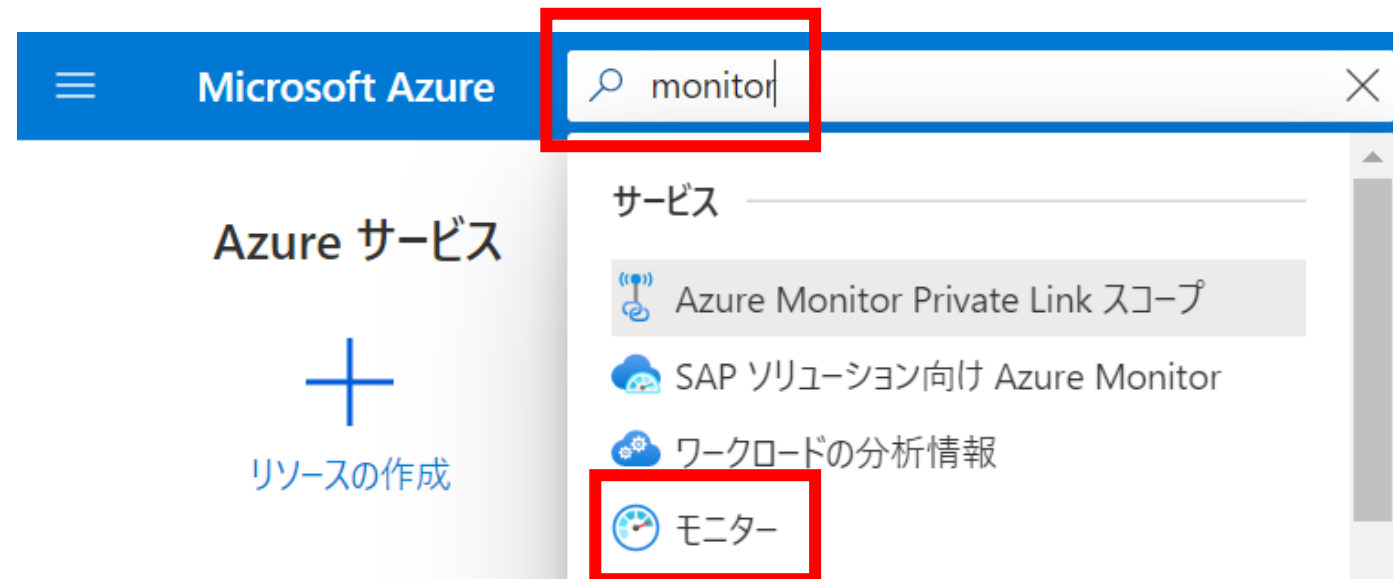 Microsoft Azure
monitor
サービス
Azure サービス
Azure Monitor Private Link スコープ
SAP ソリューション向け Azure Monitor
ワークロードの分析情報
リソースの作成
モニター